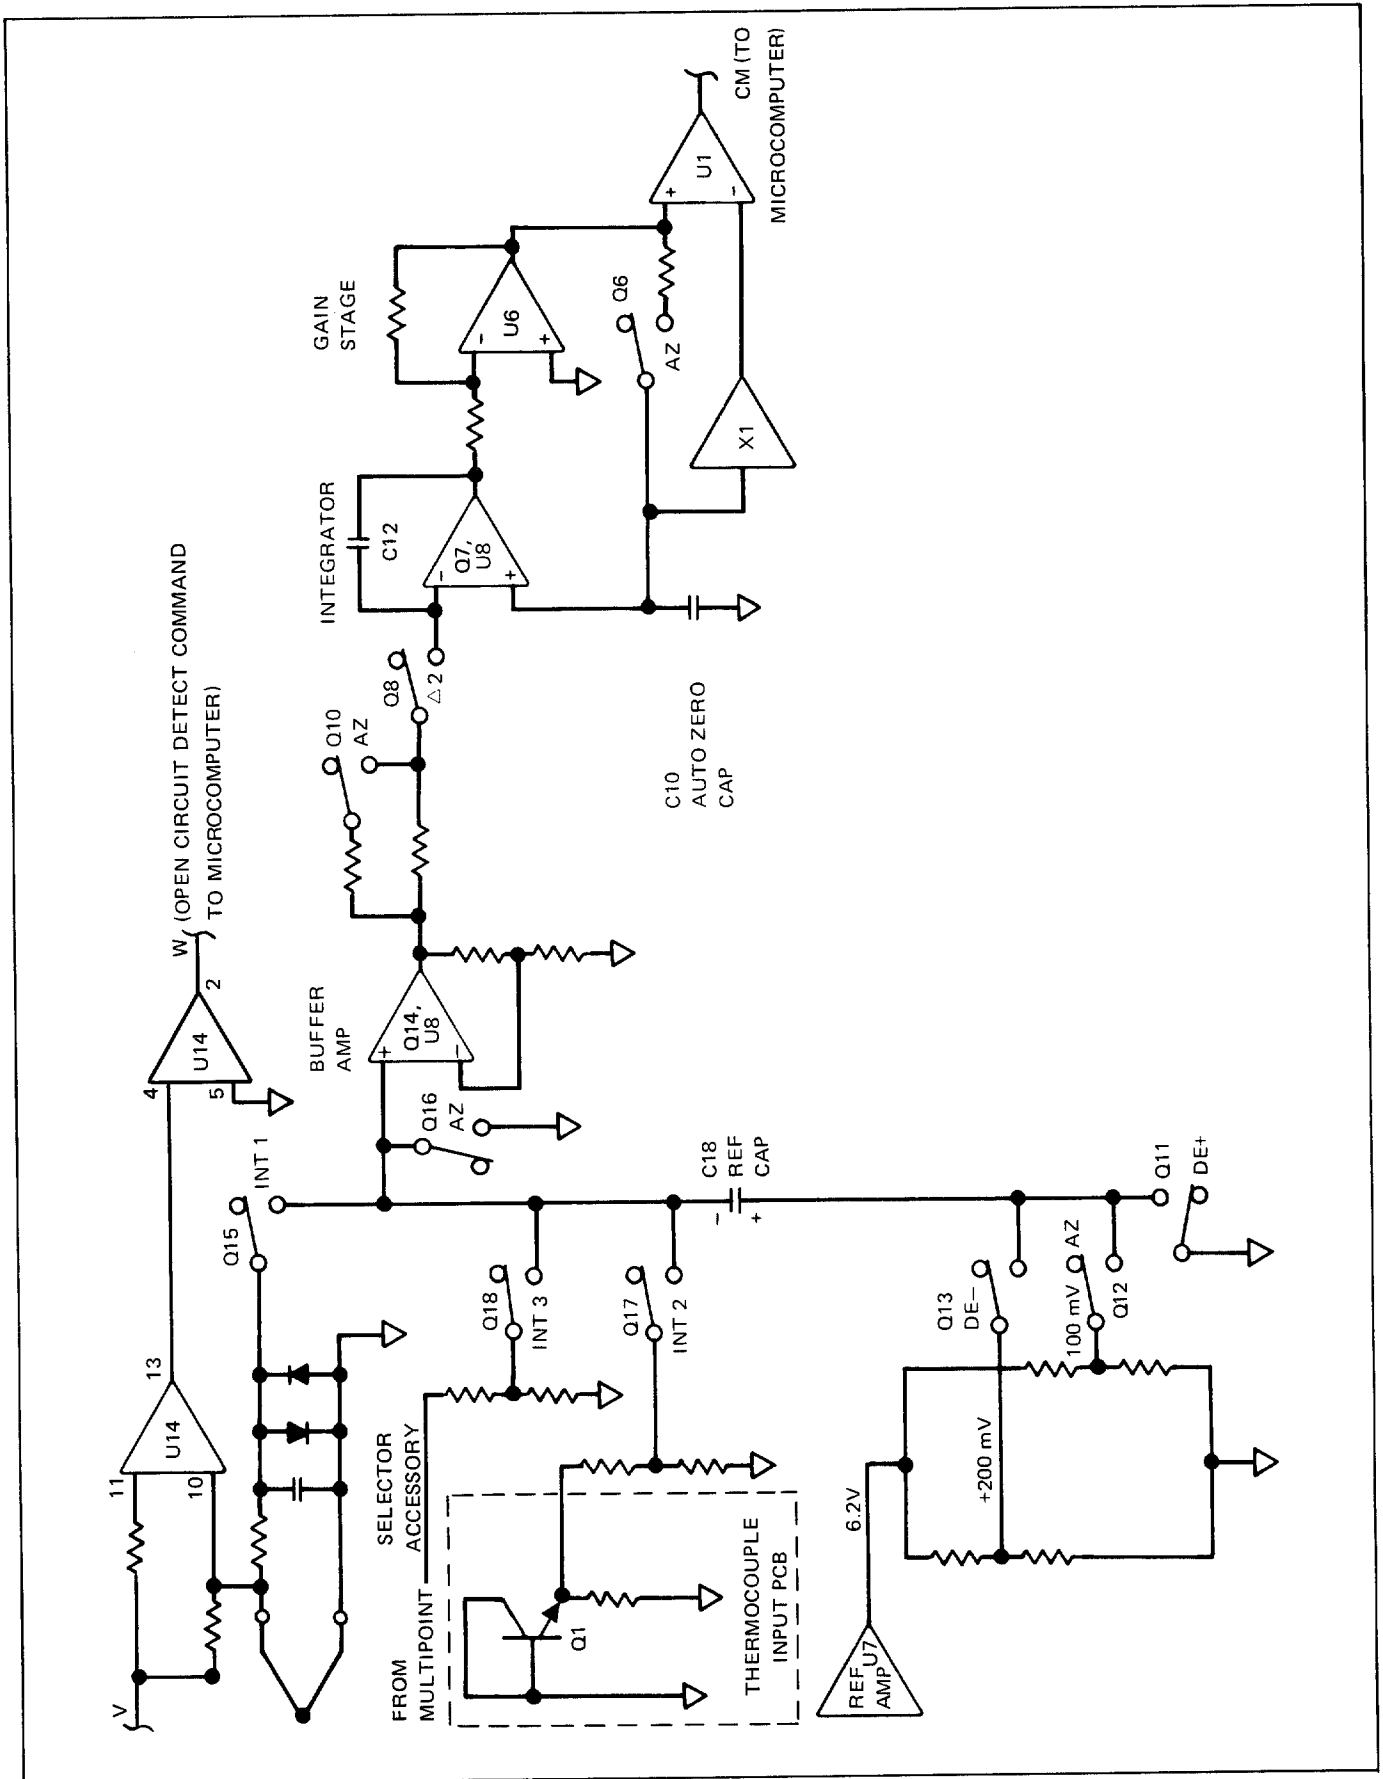 V
11
10
U14
13
4
5
U14
2
W
(OPEN CIRCUIT DETECT COMMAND
TO MICROCOMPUTER)
Q15
INT 1
FROM
MULTIPOINT
SELECTOR
ACCESSORY
Q18
INT 3
Q17
INT 2
Q1
THERMOCOUPLE
INPUT PCB
Q16
AZ
BUFFER
AMP
+
−
Q14,
U8
Q10
AZ
Q8
△2
INTEGRATOR
C12
−
+
Q7,
U8
C10
AUTO ZERO
CAP
GAIN
STAGE
−
+
U6
Q6
AZ
X1
+
−
U1
CM (TO
MICROCOMPUTER)
−
+
C18
REF
CAP
REF
AMP
U7
6.2V
+200 mV
Q13
DE−
100 mV
AZ
Q12
Q11
DE+